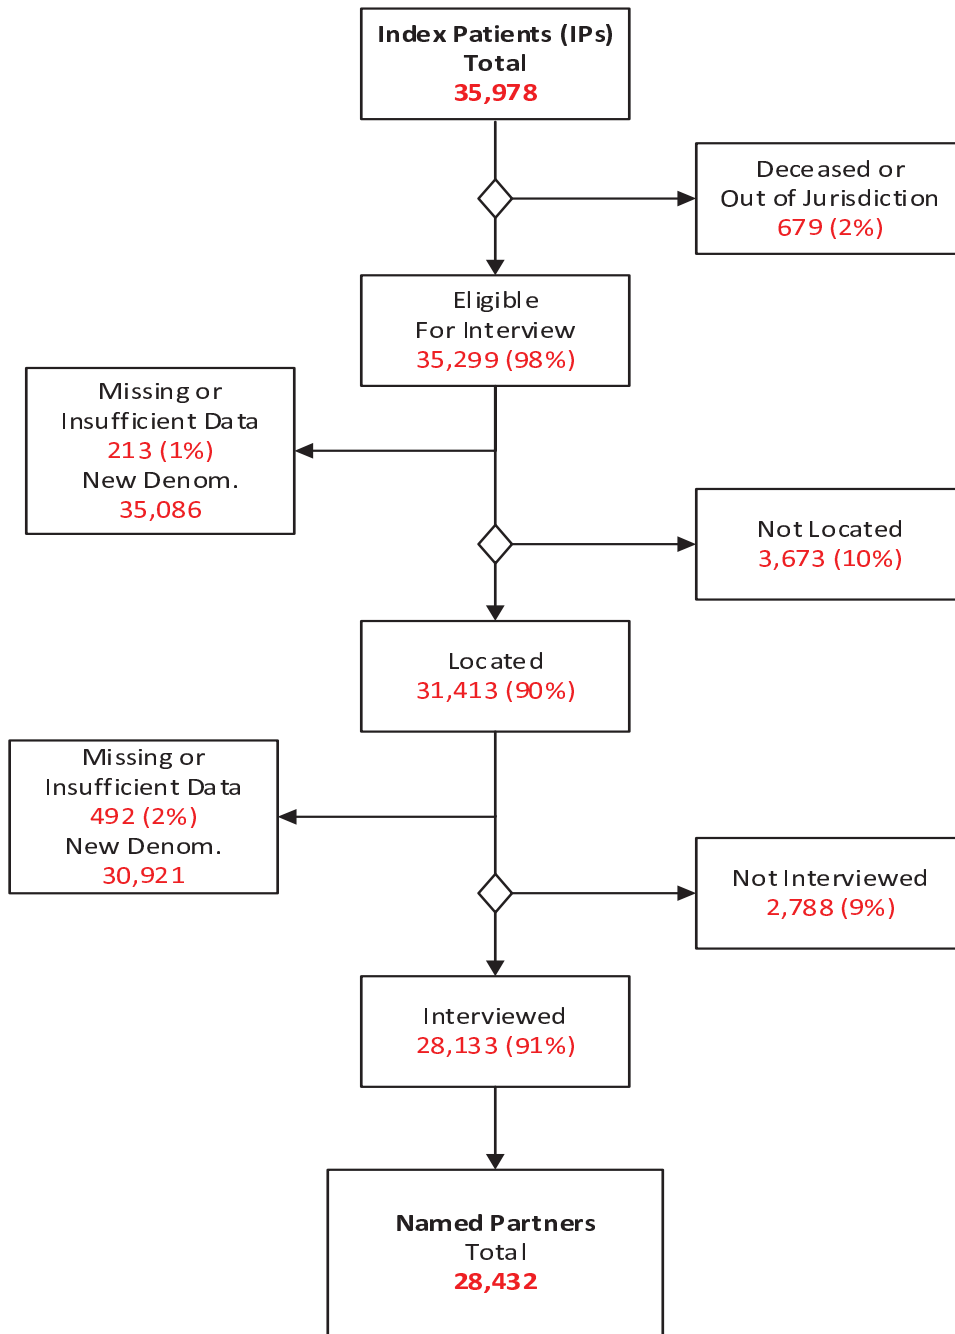 Index Patients (IPs)
Total
35,978
Deceased or
Out of Jurisdiction
679 (2%)
Eligible
For Interview
35,299 (98%)
Missing or
Insufficient Data
213 (1%)
New Denom.
35,086
Not Located
3,673 (10%)
Located
31,413 (90%)
Missing or
Insufficient Data
492 (2%)
New Denom.
30,921
Not Interviewed
2,788 (9%)
Interviewed
28,133 (91%)
Named Partners
Total
28,432